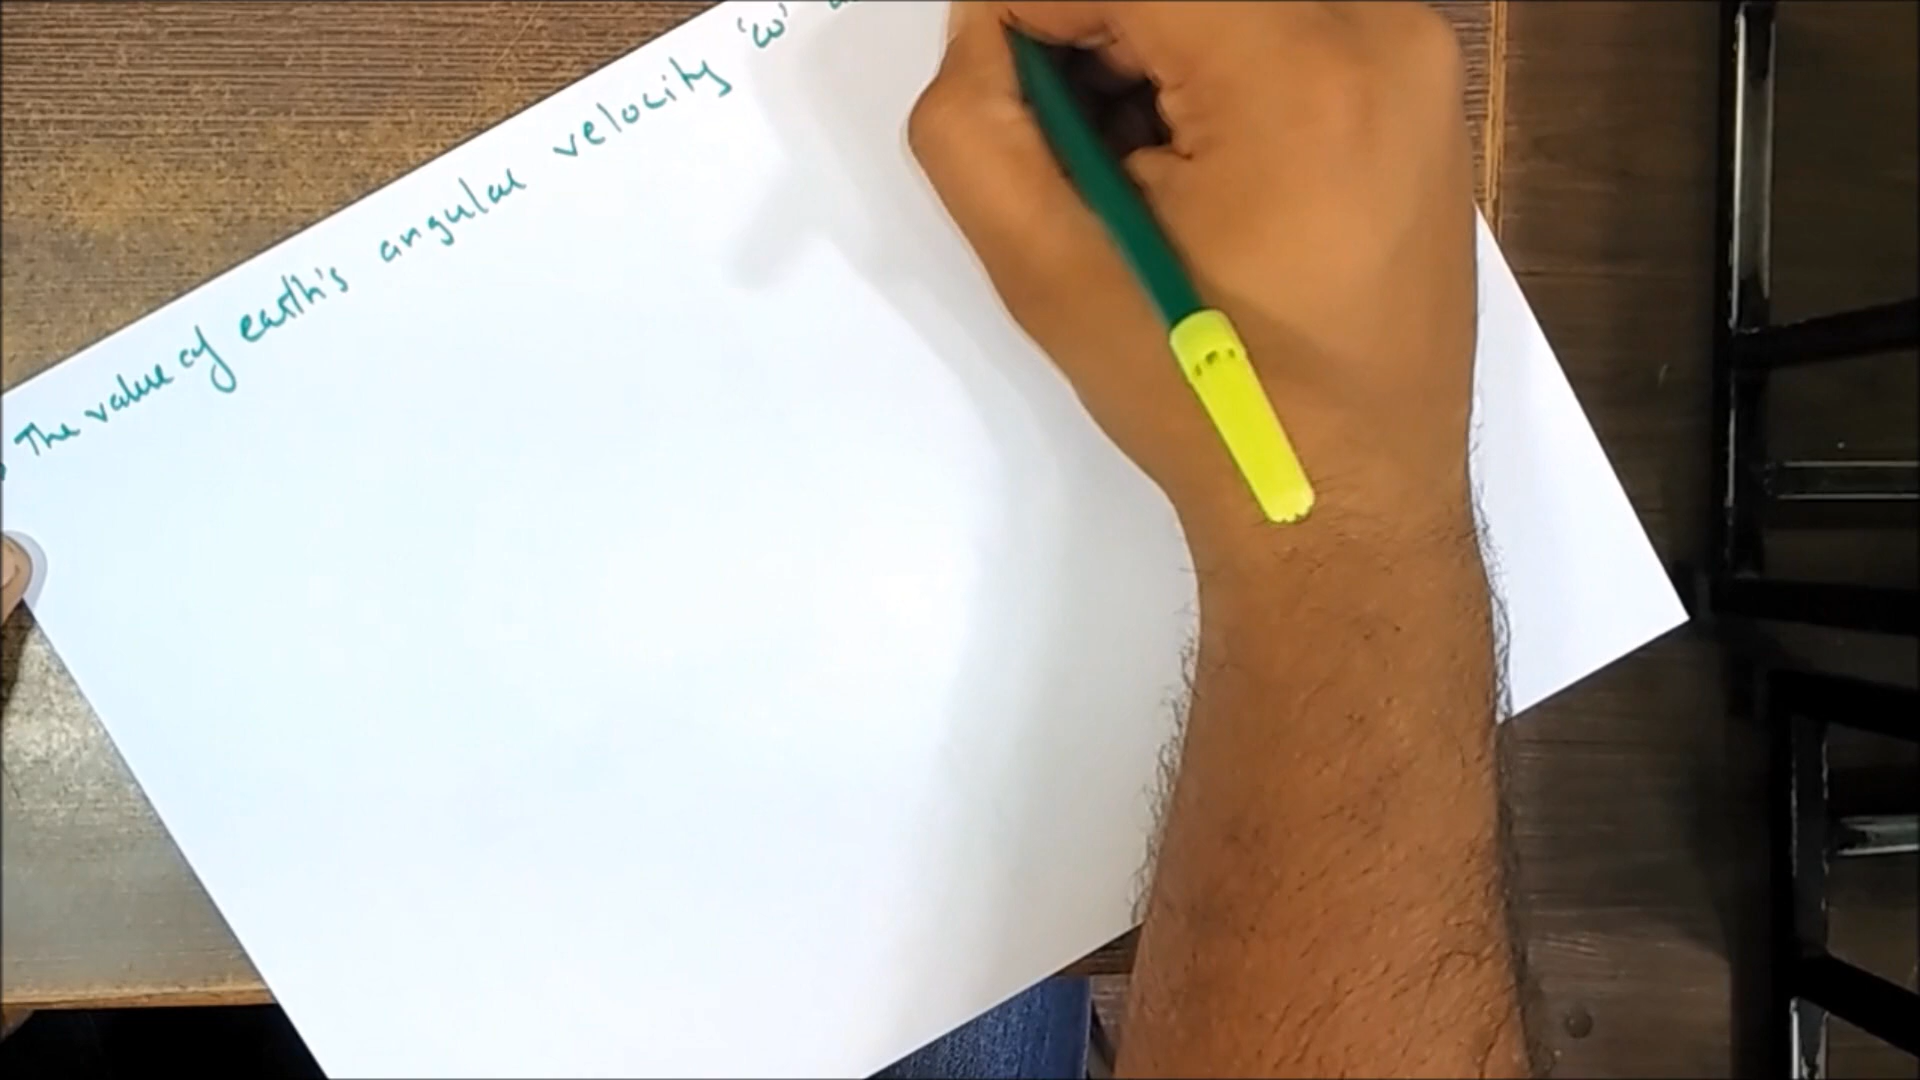 The value of earth's angular velocity 'ω'